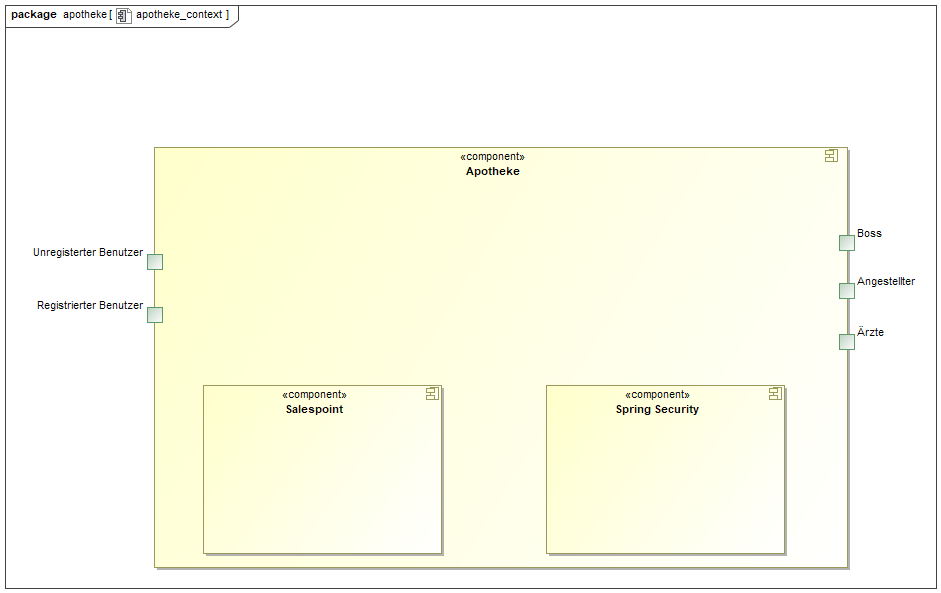 package apotheke[ apotheke_context ]
«component»
Apotheke
Unregisterter Benutzer
Registrierter Benutzer
Boss
Angestellter
Ärzte
«component»
Salespoint
«component»
Spring Security